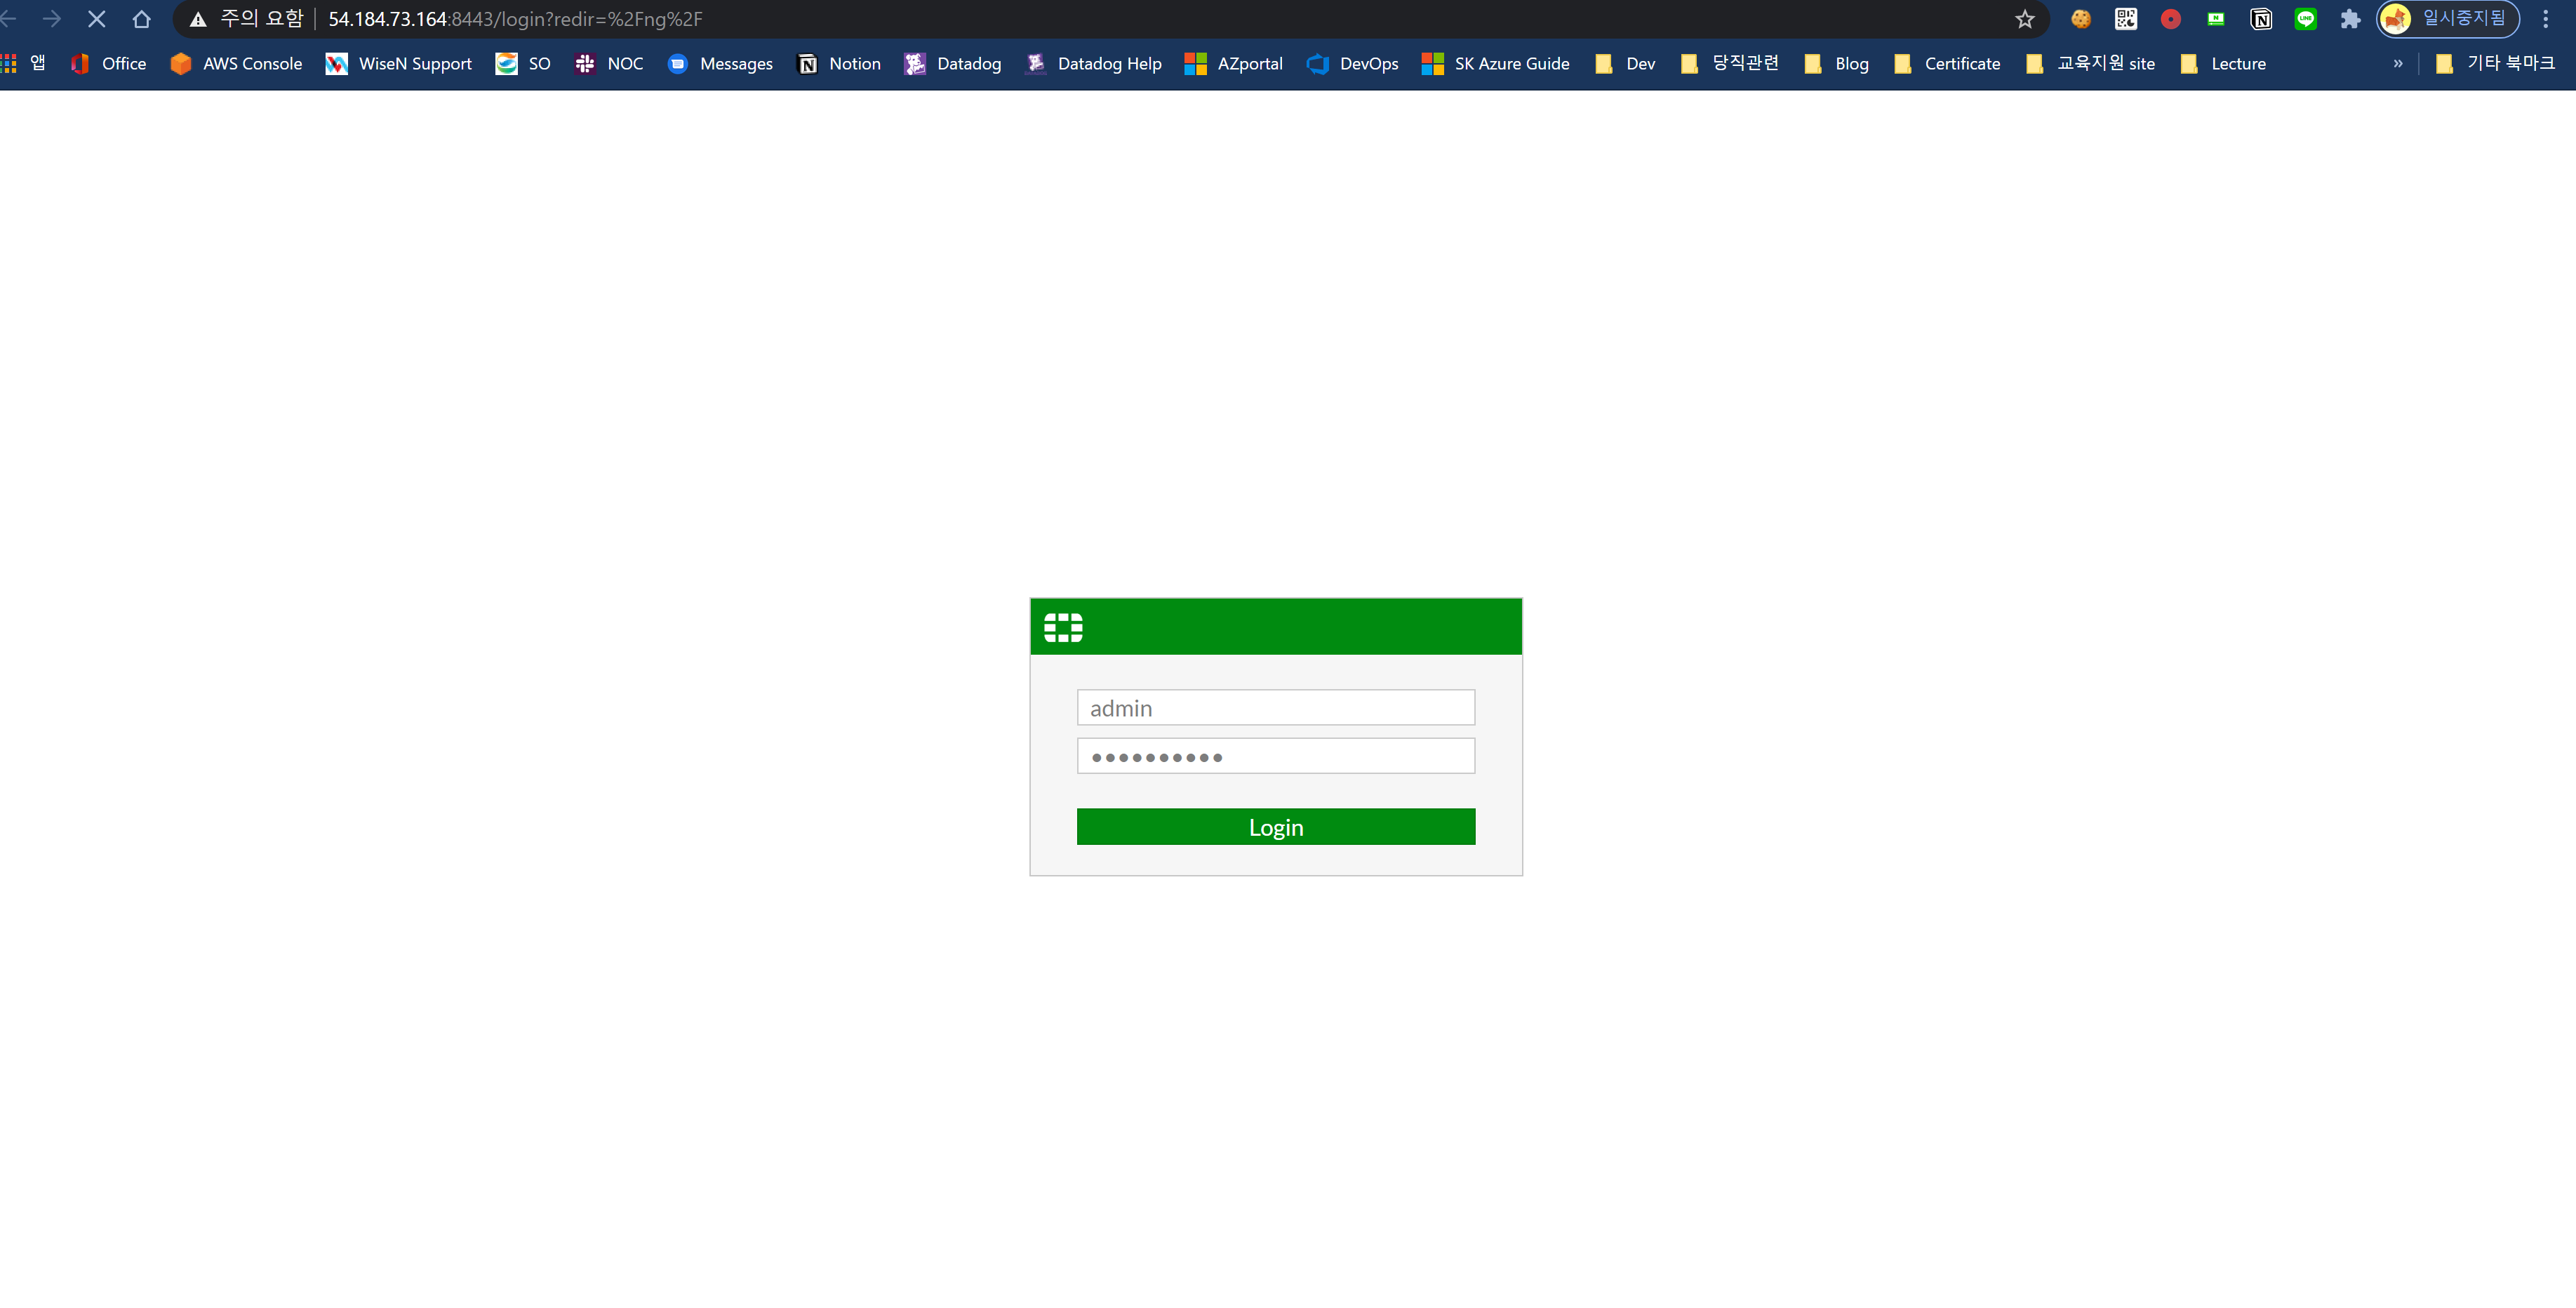 주의 요함 54.184.73.164:8443/login?redir=%2Fng%2F 일시중지됨
앱 Office AWS Console WiseN Support SO NOC Messages Notion Datadog Datadog Help AZportal DevOps SK Azure Guide Dev 당직관련 Blog Certificate 교육지원 site Lecture » 기타 북마크
admin
••••••••••
Login